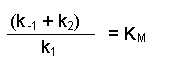 (k-1 + k2)
k1
= KM